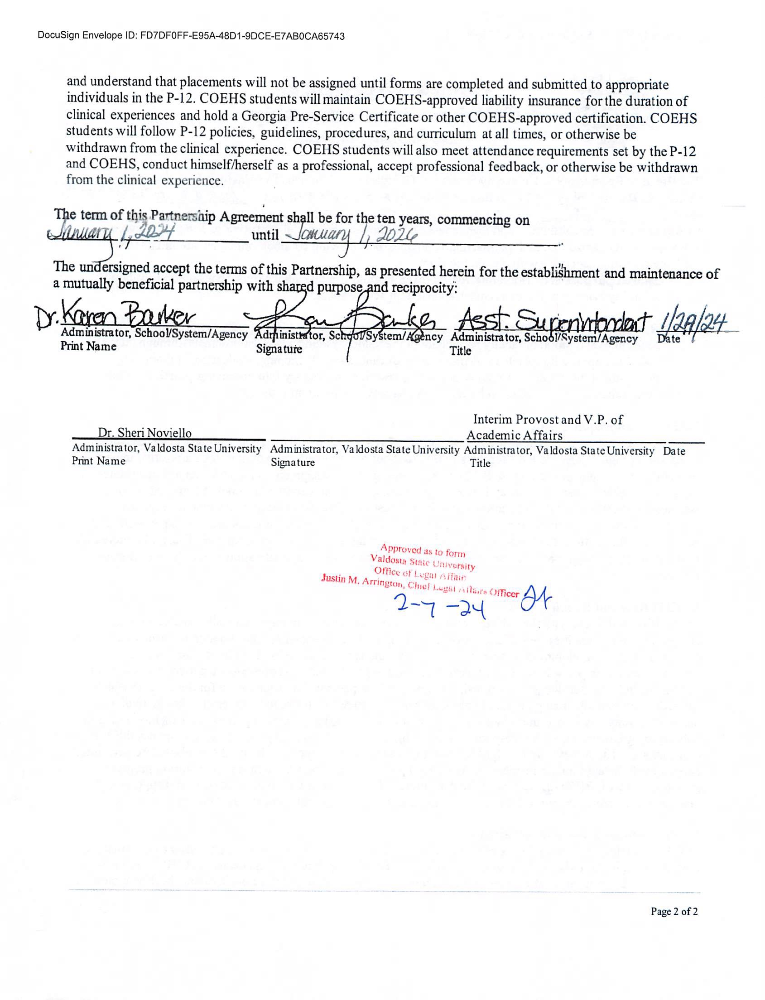 DocuSign Envelope ID: FD7DF0FF-E95A-48D1-9DCE-E7AB0CA65743
and understand that placements will not be assigned until forms are completed and submitted to appropriate
individuals in the P-12. COEHS students will maintain COEHS-approved liability insurance for the duration of
clinical experiences and hold a Georgia Pre-Service Certificate or other COEHS-approved certification. COEHS
students will follow P-12 policies, guidelines, procedures, and curriculum at all times, or otherwise be
withdrawn from the clinical experience. COEHS students will also meet attendance requirements set by the P-12
and COEHS, conduct himself/herself as a professional, accept professional feedback, or otherwise be withdrawn
from the clinical experience.
The term of this Partnership Agreement shall be for the ten years, commencing on
January 1, 2024 until January 1, 2026
The undersigned accept the terms of this Partnership, as presented herein for the establishment and maintenance of
a mutually beneficial partnership with shared purpose and reciprocity:
Dr. Karen Barker Asst. Superintendent 1/29/24
Administrator, School/System/Agency Administrator, School/System/Agency Administrator, School/System/Agency Date
Print Name Signature Title
Interim Provost and V.P. of
Dr. Sheri Noviello Academic Affairs
Administrator, Valdosta State University Administrator, Valdosta State University Administrator, Valdosta State University Date
Print Name Signature Title
Approved as to form
Valdosta State University
Office of Legal Affairs
Justin M. Arrington, Chief Legal Affairs Officer
2-7-24
Page 2 of 2